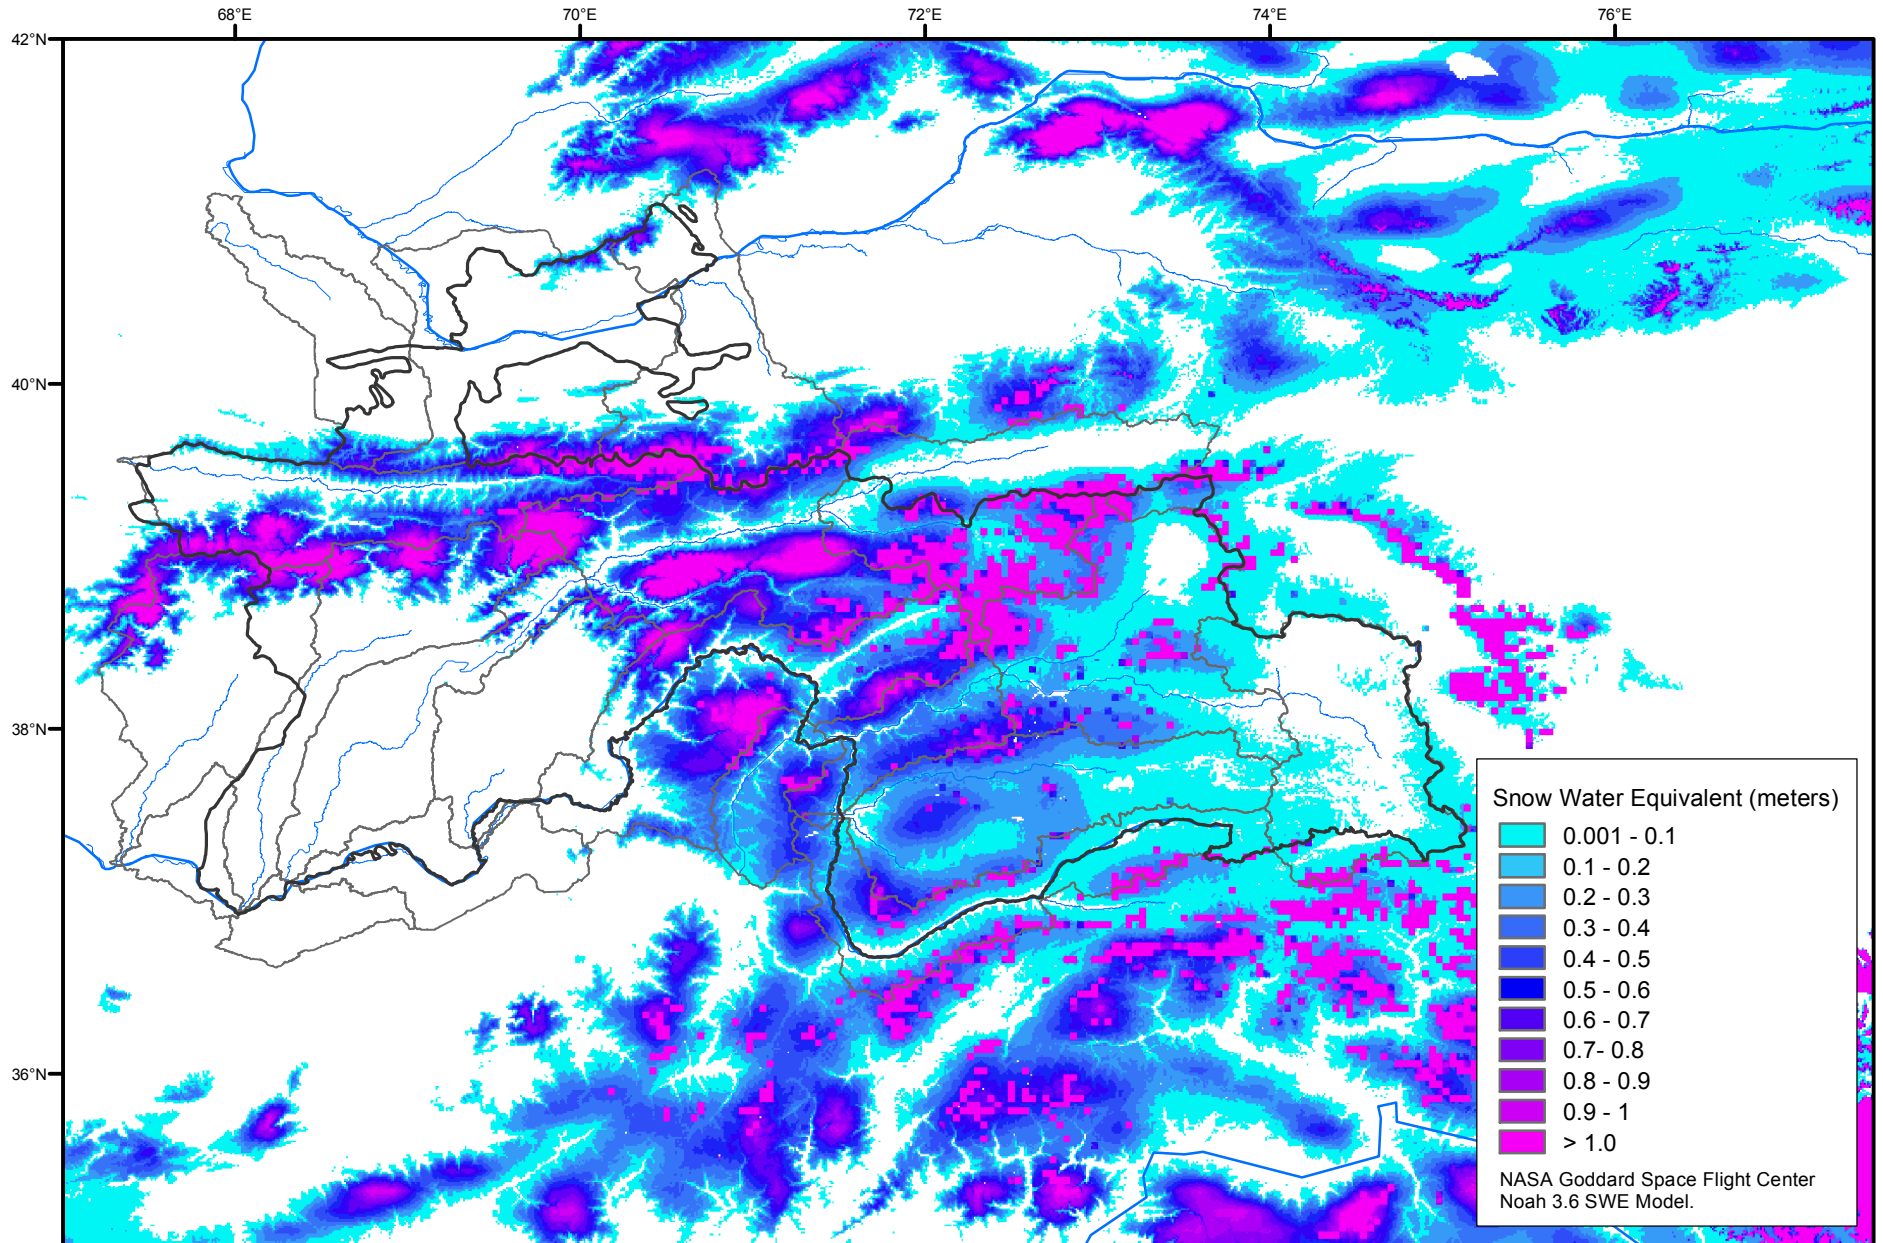 68°E 70°E 72°E 74°E 76°E
42°N
40°N
38°N
36°N
Snow Water Equivalent (meters)
0.001 - 0.1
0.1 - 0.2
0.2 - 0.3
0.3 - 0.4
0.4 - 0.5
0.5 - 0.6
0.6 - 0.7
0.7- 0.8
0.8 - 0.9
0.9 - 1
> 1.0
NASA Goddard Space Flight Center
Noah 3.6 SWE Model.